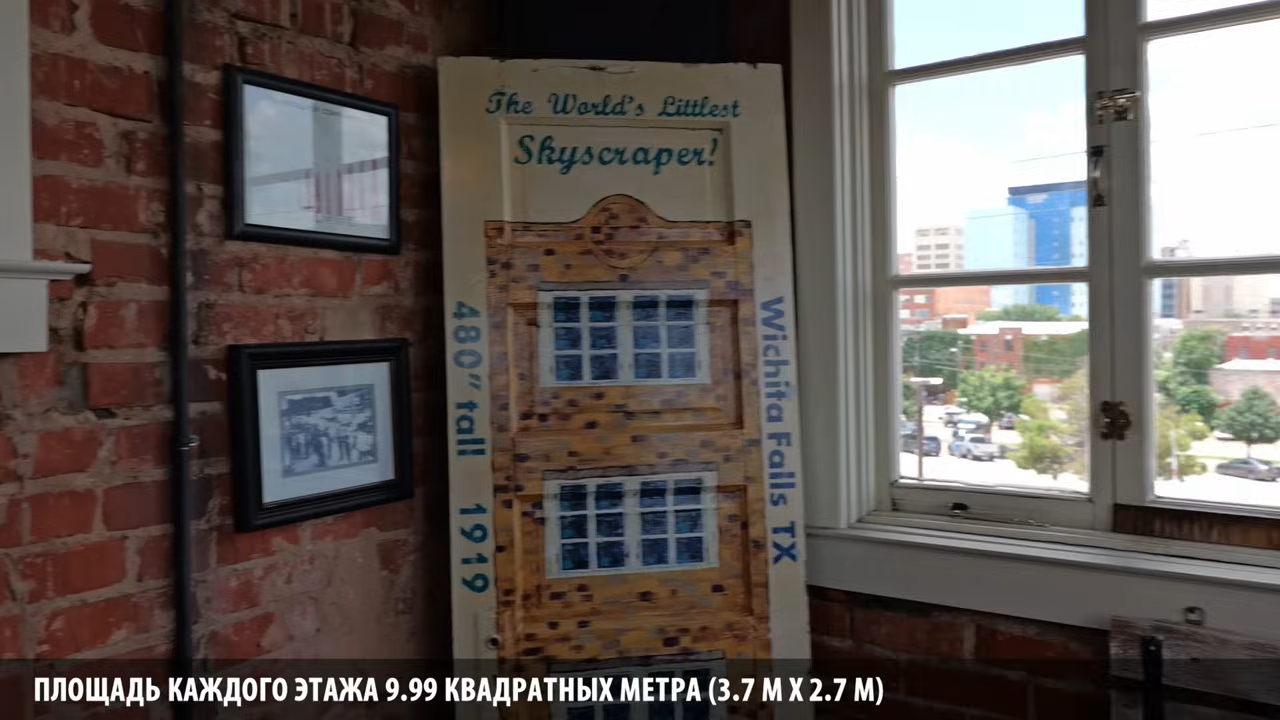 The World's Littlest
Skyscraper!
480" tall 1919
Wichita Falls TX
ПЛОЩАДЬ КАЖДОГО ЭТАЖА 9.99 КВАДРАТНЫХ МЕТРА (3.7 М X 2.7 М)